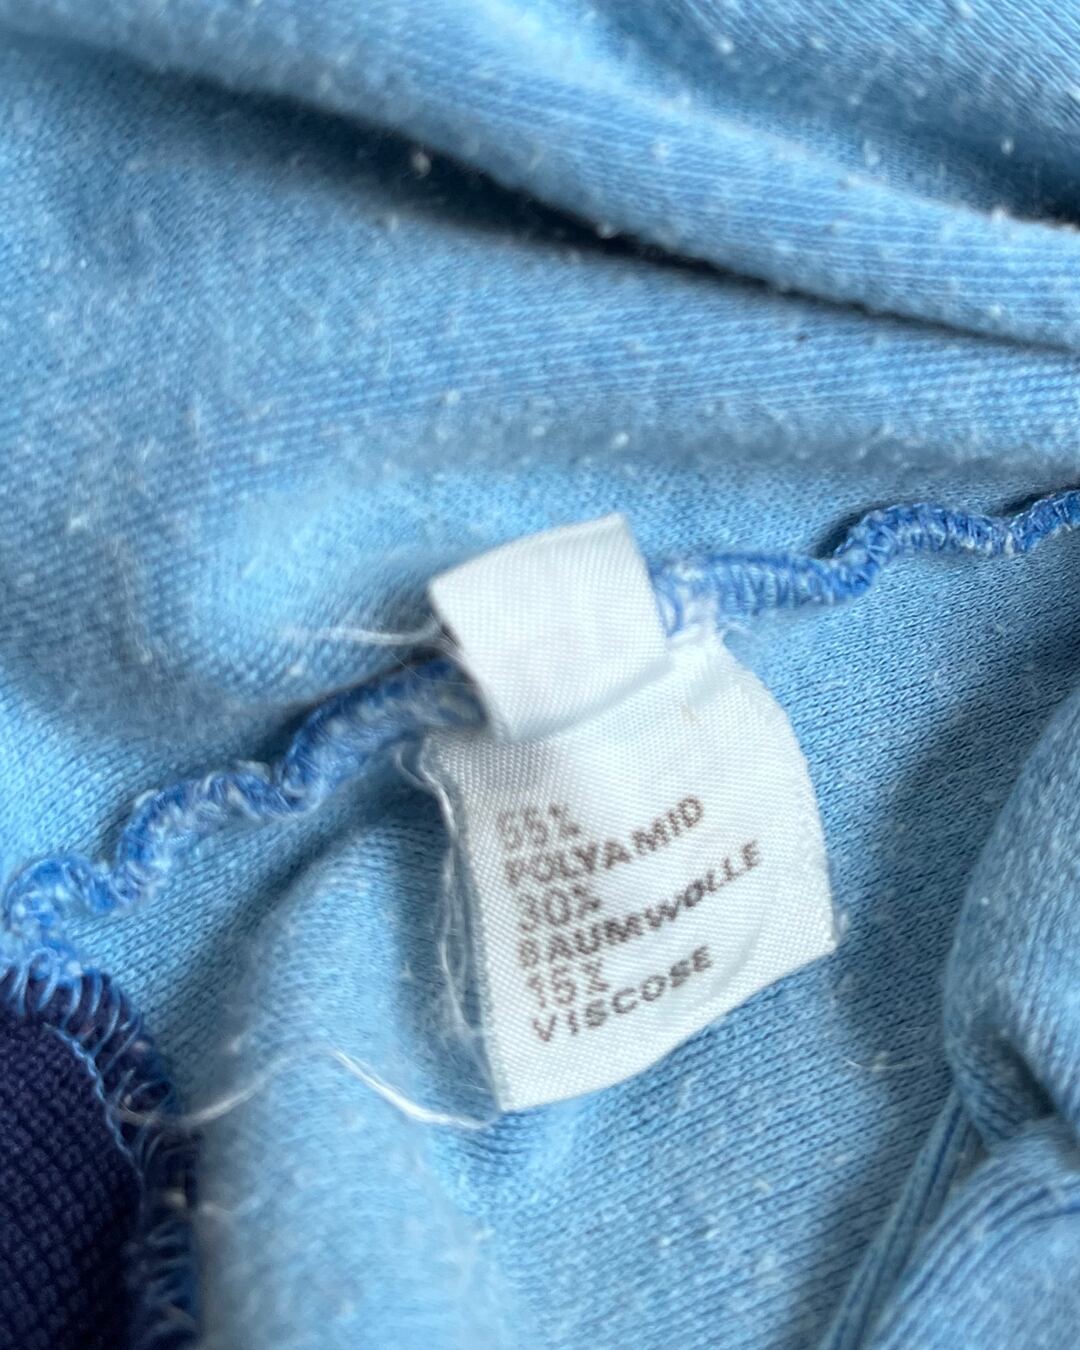 55%
POLYAMID
30%
BAUMWOLLE
15%
VISCOSE